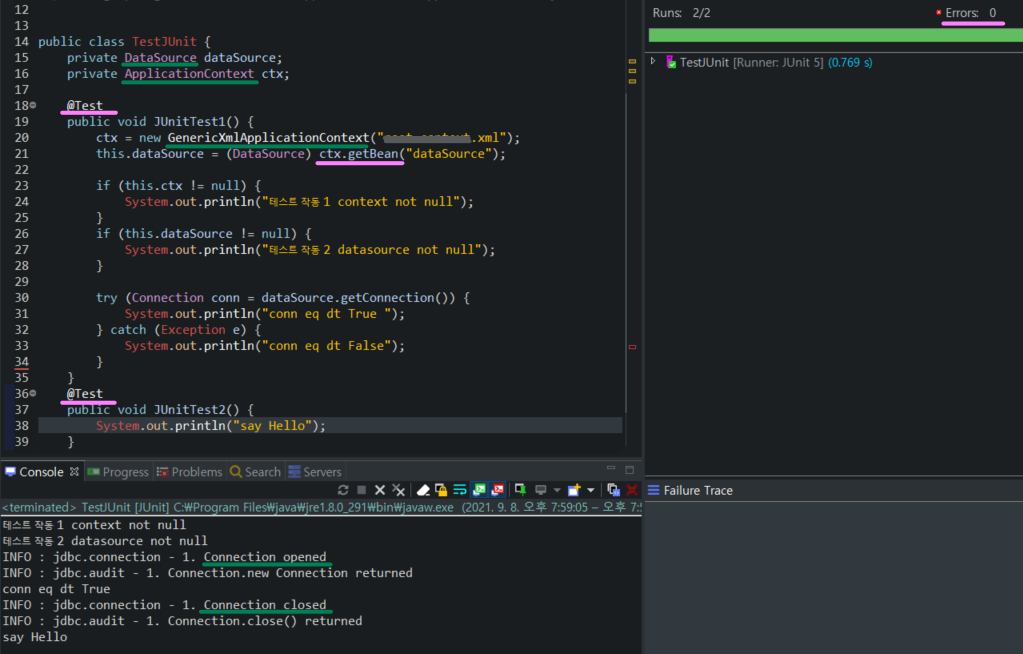 12
13
14 public class TestJUnit {
15 private DataSource dataSource;
16 private ApplicationContext ctx;
17
18 @Test
19 public void JUnitTest1() {
20 ctx = new GenericXmlApplicationContext(" .xml");
21 this.dataSource = (DataSource) ctx.getBean("dataSource");
22
23 if (this.ctx != null) {
24 System.out.println("테스트 작동 1 context not null");
25 }
26 if (this.dataSource != null) {
27 System.out.println("테스트 작동 2 datasource not null");
28 }
29
30 try (Connection conn = dataSource.getConnection()) {
31 System.out.println("conn eq dt True ");
32 } catch (Exception e) {
33 System.out.println("conn eq dt False");
34 }
35 }
36 @Test
37 public void JUnitTest2() {
38 System.out.println("say Hello");
39 }
Runs: 2/2 Errors: 0
TestJUnit [Runner: JUnit 5] (0.769 s)
Console Progress Problems Search Servers
<terminated> TestJUnit [JUnit] C:₩Program Files₩java₩jre1.8.0_291₩bin₩javaw.exe (2021. 9. 8. 오후 7:59:05 – 오후 7:5
테스트 작동 1 context not null
테스트 작동 2 datasource not null
INFO : jdbc.connection - 1. Connection opened
INFO : jdbc.audit - 1. Connection.new Connection returned
conn eq dt True
INFO : jdbc.connection - 1. Connection closed
INFO : jdbc.audit - 1. Connection.close() returned
say Hello
Failure Trace